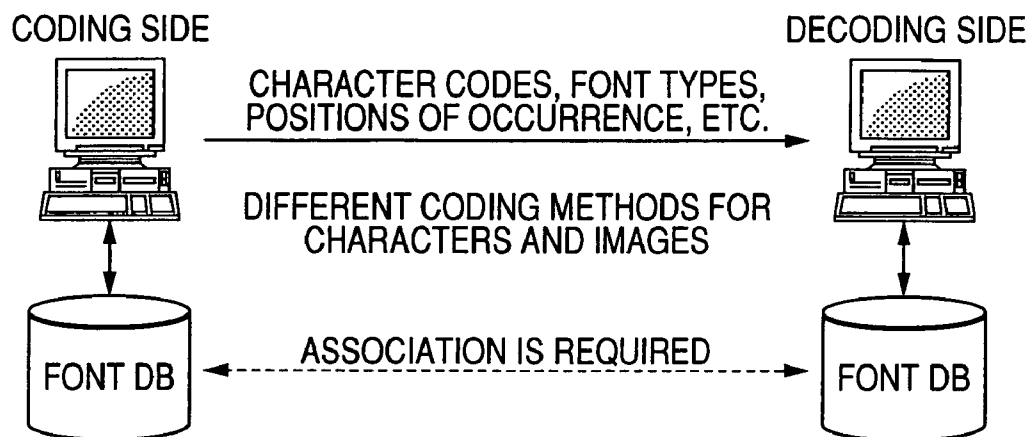 CODING SIDE
DECODING SIDE
CHARACTER CODES, FONT TYPES,
POSITIONS OF OCCURRENCE, ETC.
DIFFERENT CODING METHODS FOR
CHARACTERS AND IMAGES
FONT DB
ASSOCIATION IS REQUIRED
FONT DB